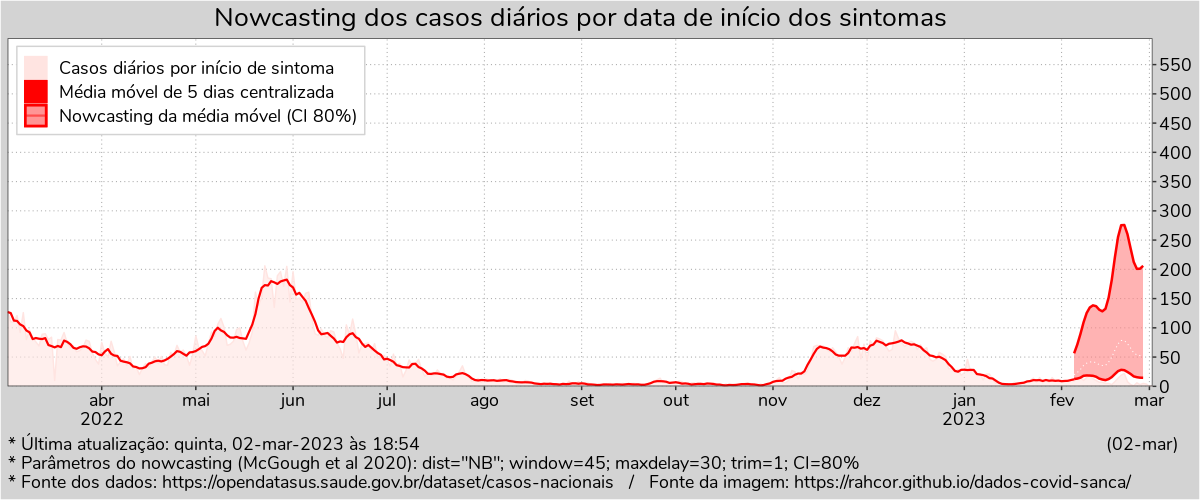 Nowcasting dos casos diários por data de início dos sintomas
Casos diários por início de sintoma
Média móvel de 5 dias centralizada
Nowcasting da média móvel (CI 80%)
550
500
450
400
350
300
250
200
150
100
50
0
abr mai jun jul ago set out nov dez jan fev mar
2022 2023
* Última atualização: quinta, 02-mar-2023 às 18:54 (02-mar)
* Parâmetros do nowcasting (McGough et al 2020): dist="NB"; window=45; maxdelay=30; trim=1; CI=80%
* Fonte dos dados: https://opendatasus.saude.gov.br/dataset/casos-nacionais / Fonte da imagem: https://rahcor.github.io/dados-covid-sanca/